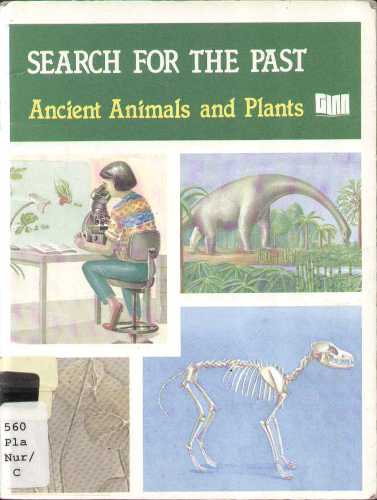 SEARCH FOR THE PAST
Ancient Animals and Plants
GINN
560
Pla
Nur/
C